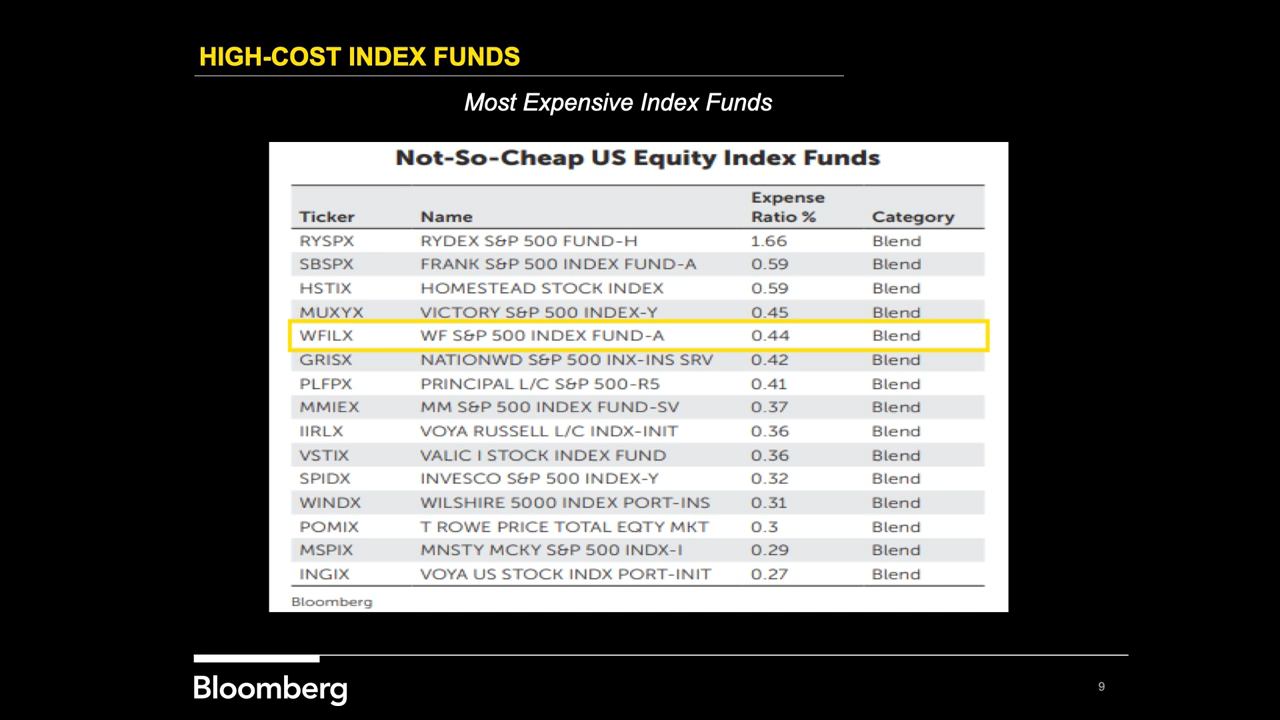 HIGH-COST INDEX FUNDS
Most Expensive Index Funds
Not-So-Cheap US Equity Index Funds
Ticker Name Expense Ratio % Category
RYSPX RYDEX S&P 500 FUND-H 1.66 Blend
SBSPX FRANK S&P 500 INDEX FUND-A 0.59 Blend
HSTIX HOMESTEAD STOCK INDEX 0.59 Blend
MUXYX VICTORY S&P 500 INDEX-Y 0.45 Blend
WFILX WF S&P 500 INDEX FUND-A 0.44 Blend
GRISX NATIONWD S&P 500 INX-INS SRV 0.42 Blend
PLFPX PRINCIPAL L/C S&P 500-R5 0.41 Blend
MMIEX MM S&P 500 INDEX FUND-SV 0.37 Blend
IIRLX VOYA RUSSELL L/C INDX-INIT 0.36 Blend
VSTIX VALIC I STOCK INDEX FUND 0.36 Blend
SPIDX INVESCO S&P 500 INDEX-Y 0.32 Blend
WINDX WILSHIRE 5000 INDEX PORT-INS 0.31 Blend
POMIX T ROWE PRICE TOTAL EQTY MKT 0.3 Blend
MSPIX MNSTY MCKY S&P 500 INDX-I 0.29 Blend
INGIX VOYA US STOCK INDX PORT-INIT 0.27 Blend
Bloomberg
Bloomberg
9